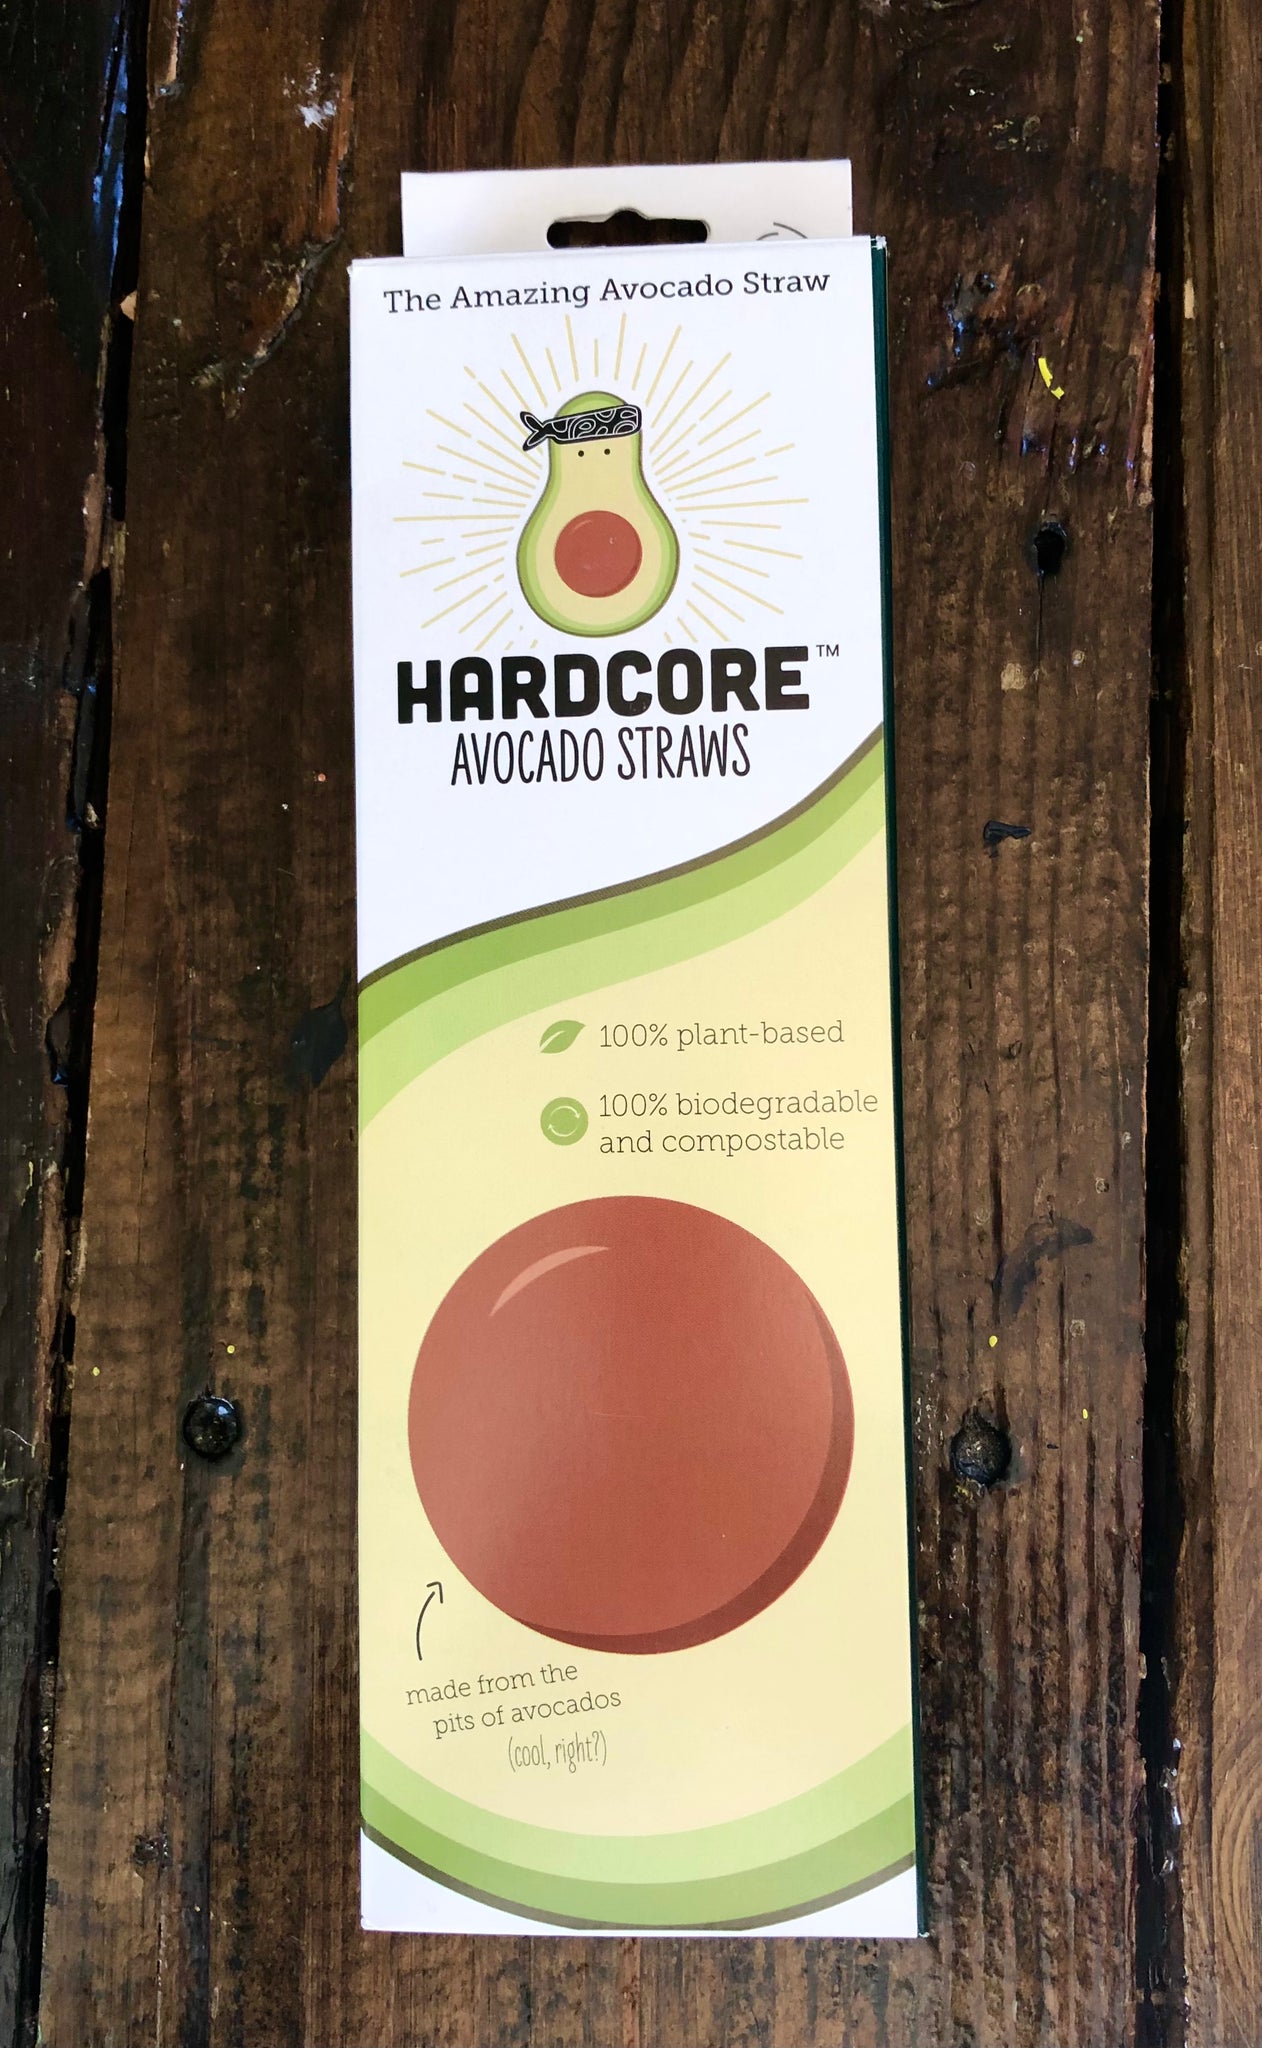 The Amazing Avocado Straw
HARDCORE™
AVOCADO STRAWS
100% plant-based
100% biodegradable
and compostable
made from the
pits of avocados
(cool, right?)